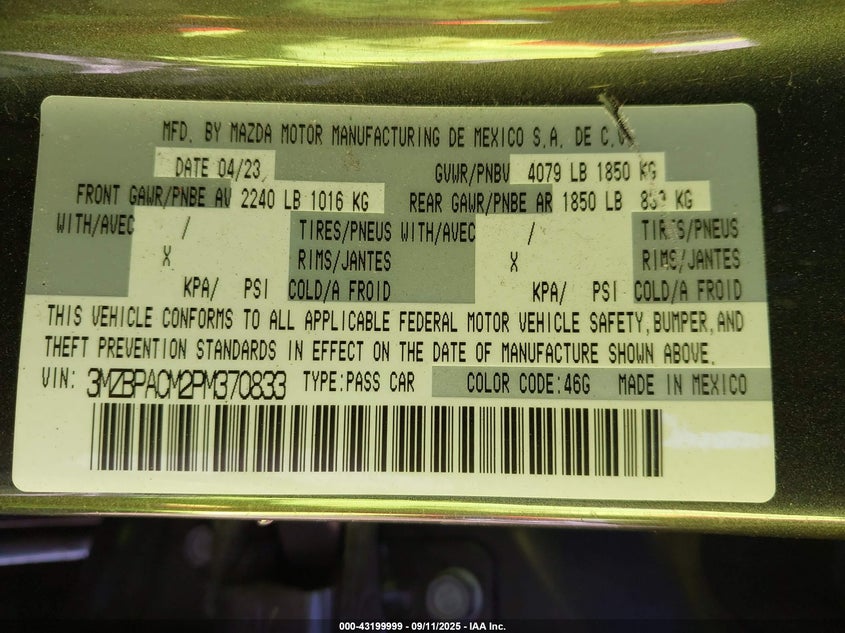 MFD. BY MAZDA MOTOR MANUFACTURING DE MEXICO S.A. DE C.V.
DATE 04/23 GVWR/PNBV 4079 LB 1850 KG
FRONT GAWR/PNBE AV 2240 LB 1016 KG REAR GAWR/PNBE AR 1850 LB KG
WITH/AVEC / TIRES/PNEUS WITH/AVEC / TIRES/PNEUS
X RIMS/JANTES X RIMS/JANTES
KPA/ PSI COLD/A FROID KPA/ PSI COLD/A FROID
THIS VEHICLE CONFORMS TO ALL APPLICABLE FEDERAL MOTOR VEHICLE SAFETY, BUMPER, AND
THEFT PREVENTION STANDARDS IN EFFECT ON THE DATE OF MANUFACTURE SHOWN ABOVE.
VIN: 3MZBPACM2PM370833 TYPE:PASS CAR COLOR CODE:46G MADE IN MEXICO
000-43199999 - 09/11/2025 - IAA Inc.